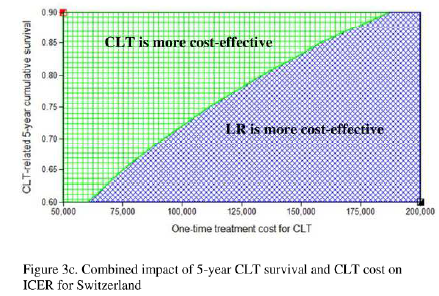 0.90
0.85
0.80
0.75
0.70
0.65
0.60
CLT-related 5-year cumulative survival
CLT is more cost-effective
LR is more cost-effective
50,000 75,000 100,000 125,000 150,000 175,000 200,000
One-time treatment cost for CLT
Figure 3c. Combined impact of 5-year CLT survival and CLT cost on
ICER for Switzerland